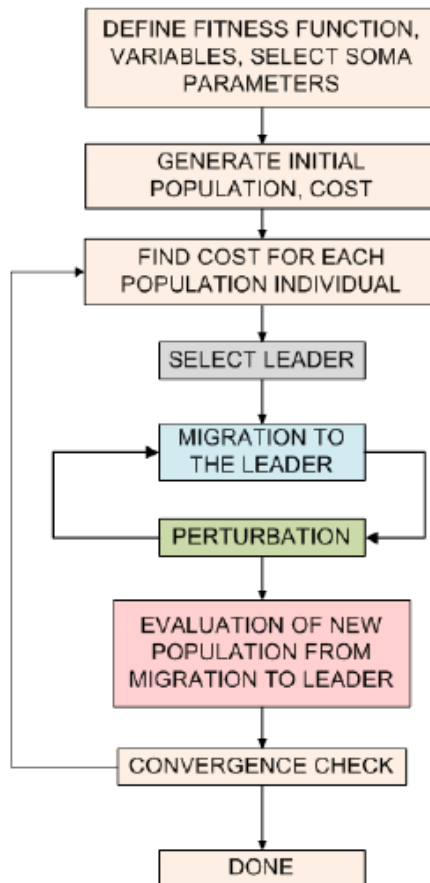 DEFINE FITNESS FUNCTION,
VARIABLES, SELECT SOMA
PARAMETERS
GENERATE INITIAL
POPULATION, COST
FIND COST FOR EACH
POPULATION INDIVIDUAL
SELECT LEADER
MIGRATION TO
THE LEADER
PERTURBATION
EVALUATION OF NEW
POPULATION FROM
MIGRATION TO LEADER
CONVERGENCE CHECK
DONE